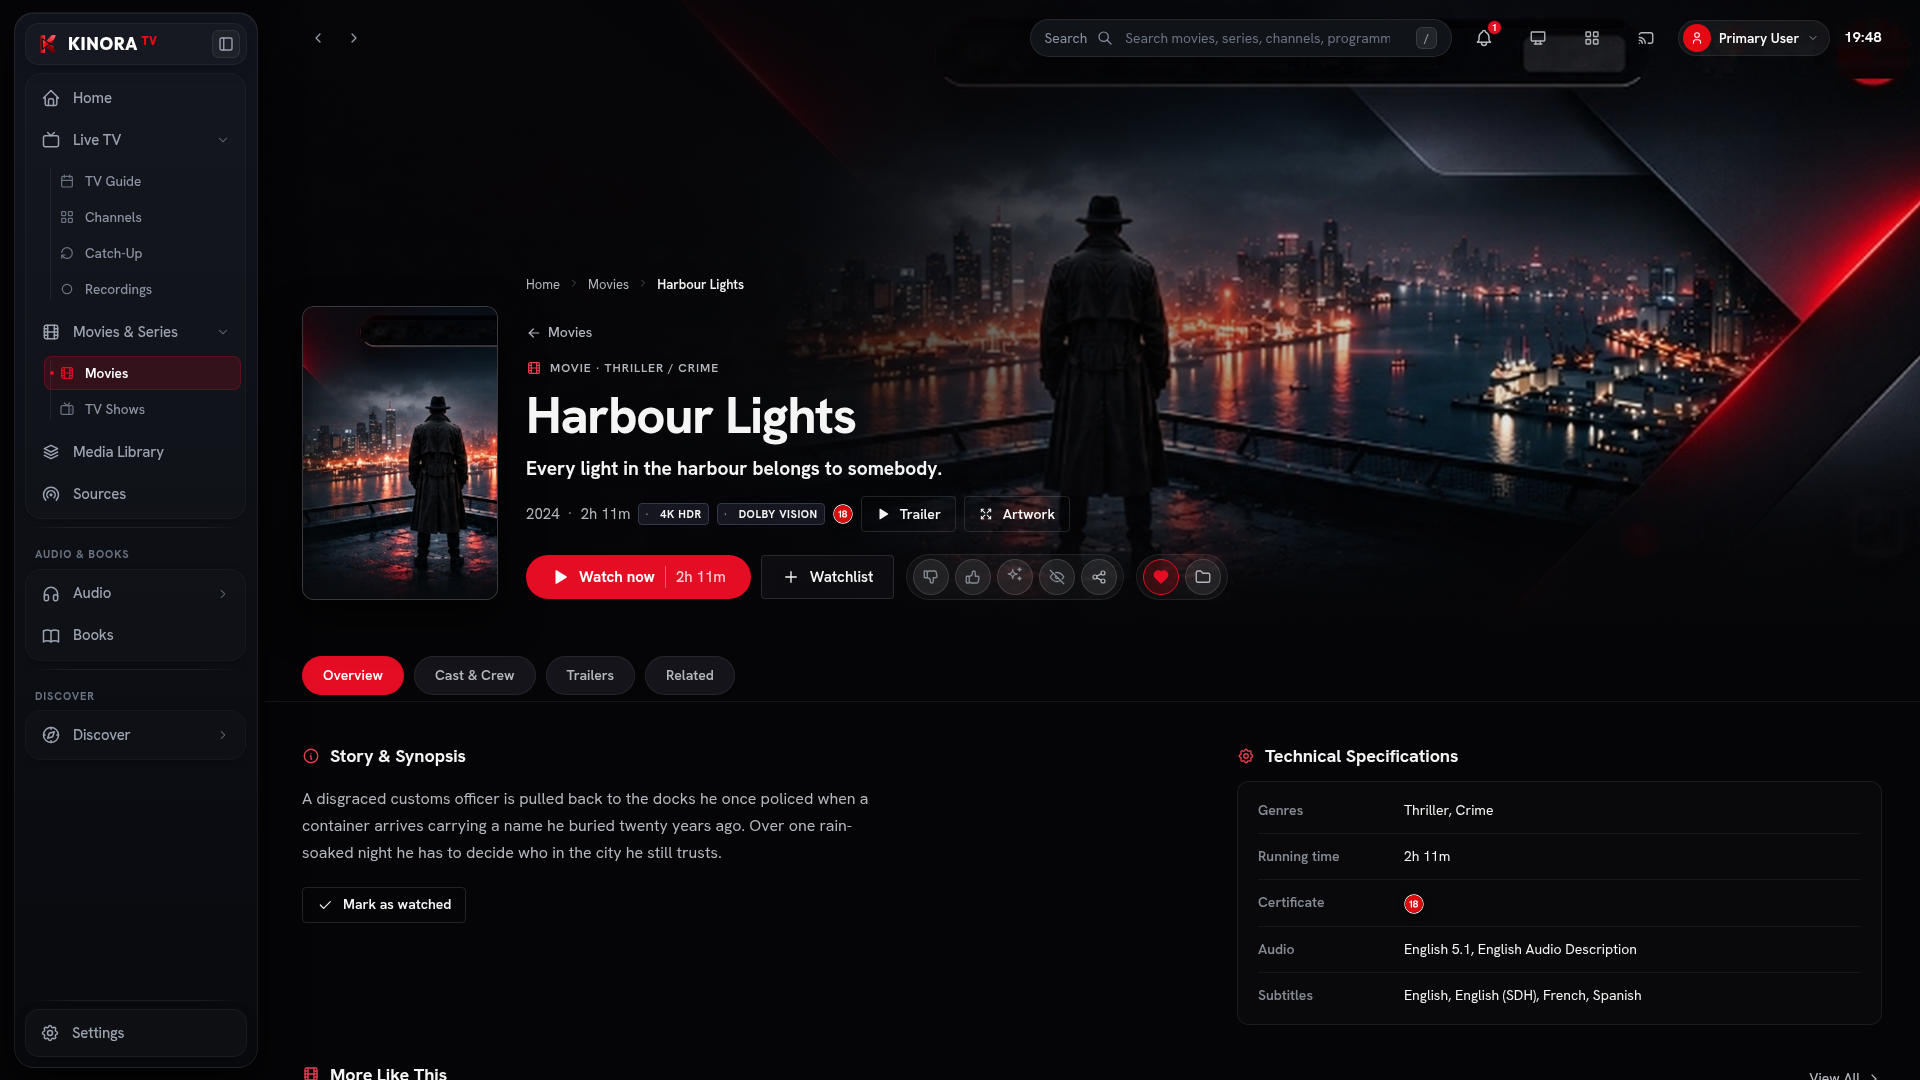 KINORA TV
Search
Search movies, series, channels, programm
/
1
Primary User
19:48
Home
Live TV
TV Guide
Channels
Catch-Up
Recordings
Movies & Series
Movies
TV Shows
Media Library
Sources
AUDIO & BOOKS
Audio
Books
DISCOVER
Discover
Settings
Home
Movies
Harbour Lights
Movies
MOVIE · THRILLER / CRIME
Harbour Lights
Every light in the harbour belongs to somebody.
2024 · 2h 11m · 4K HDR · DOLBY VISION 18 Trailer Artwork
Watch now 2h 11m
Watchlist
Overview
Cast & Crew
Trailers
Related
Story & Synopsis
A disgraced customs officer is pulled back to the docks he once policed when a
container arrives carrying a name he buried twenty years ago. Over one rain-
soaked night he has to decide who in the city he still trusts.
Mark as watched
Technical Specifications
Genres Thriller, Crime
Running time 2h 11m
Certificate 18
Audio English 5.1, English Audio Description
Subtitles English, English (SDH), French, Spanish
More Like This
View All